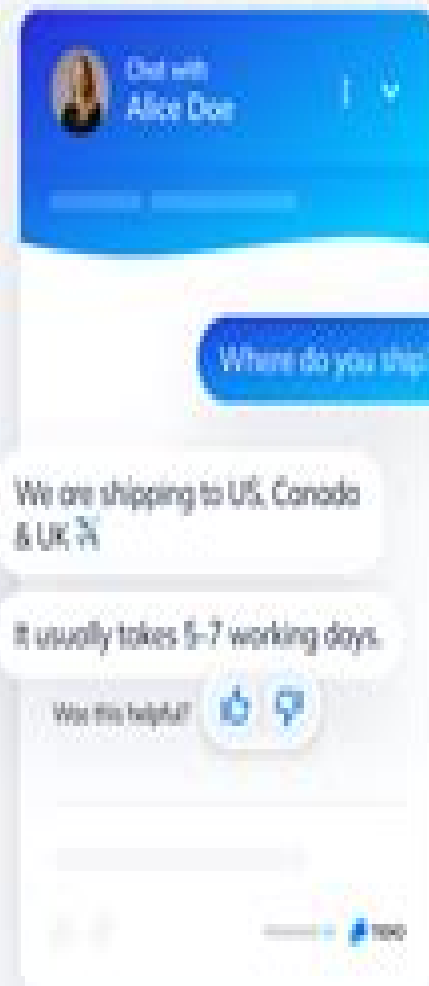 Chat with
Alice Doe
Where do you ship?
We are shipping to US, Canada
& UK
It usually takes 5-7 working days.
Was this helpful?